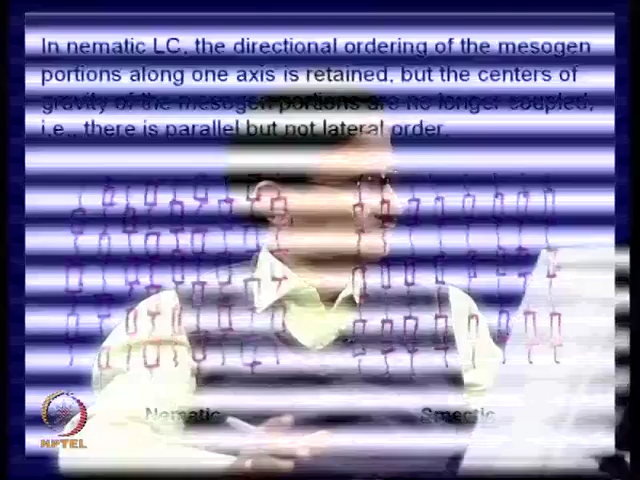 In nematic LC, the directional ordering of the mesogen
portions along one axis is retained, but the centers of
gravity of the mesogen portions are no longer coupled,
i.e., there is parallel but not lateral order.
Nematic
Smectic
NPTEL